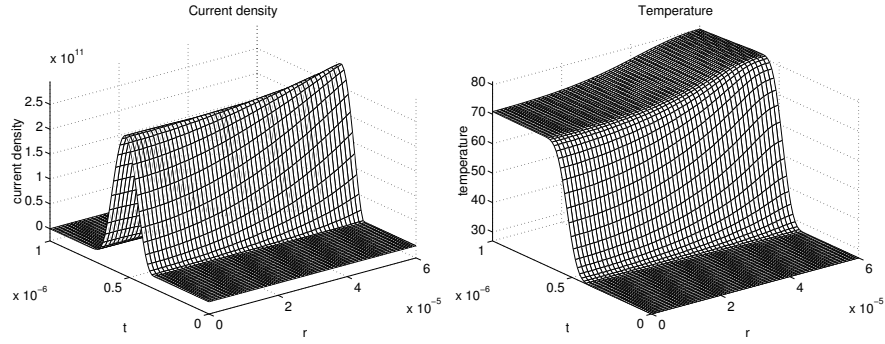 Current density
x 10^11
2.5
2
1.5
1
0.5
0
current density
1
0.5
0
x 10^-6
t
0
2
4
6
x 10^-5
r
Temperature
80
70
60
50
40
30
temperature
1
0.5
0
x 10^-6
t
0
2
4
6
x 10^-5
r